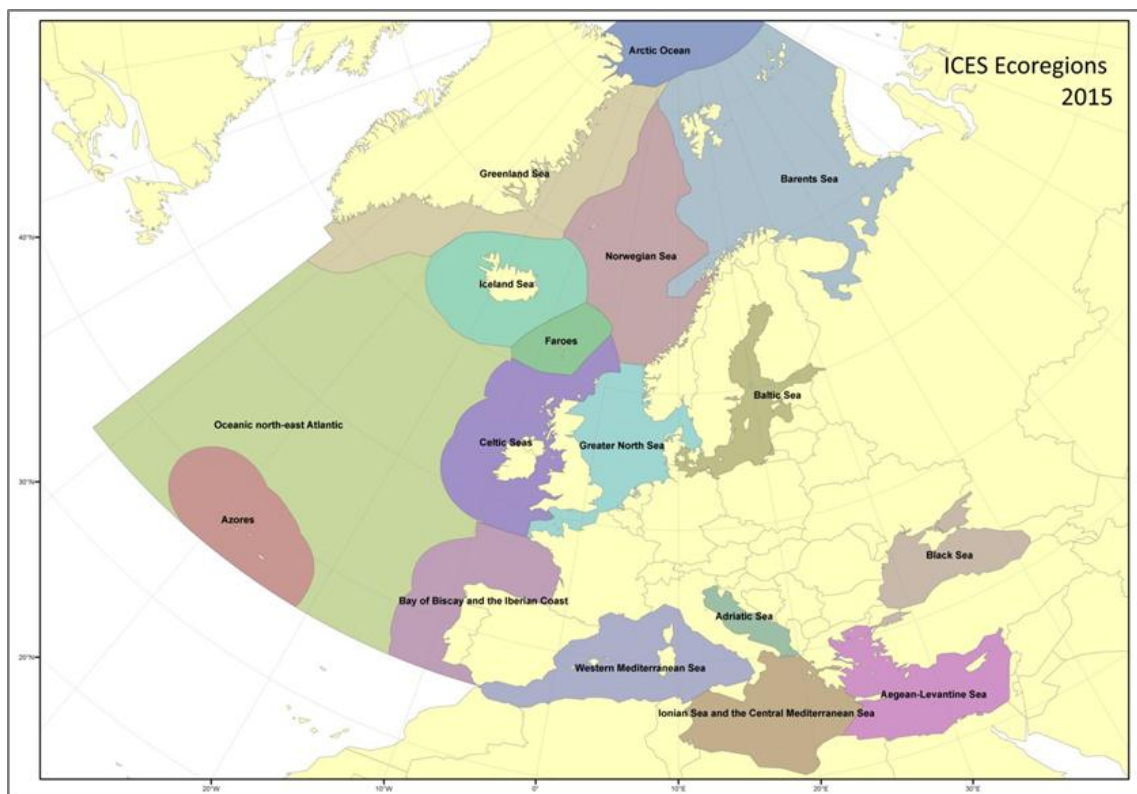 Arctic Ocean
ICES Ecoregions
2015
Greenland Sea
Barents Sea
40°N
Norwegian Sea
Iceland Sea
Faroes
Baltic Sea
Oceanic north-east Atlantic
Celtic Seas
Greater North Sea
30°N
Azores
Black Sea
Bay of Biscay and the Iberian Coast
Adriatic Sea
20°N
Western Mediterranean Sea
Aegean-Levantine Sea
Ionian Sea and the Central Mediterranean Sea
20°W
10°W
0°
10°E
20°E
30°E